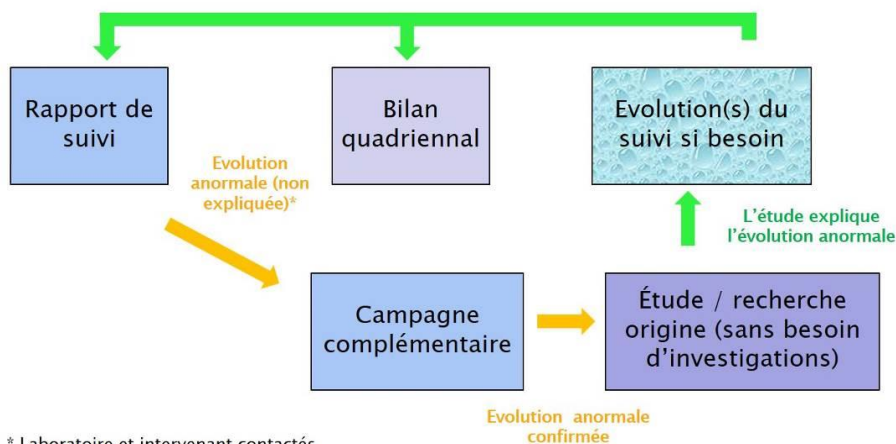 Rapport de
suivi
Bilan
quadriennal
Evolution(s) du
suivi si besoin
Evolution
anormale (non
expliquée)*
L'étude explique
l'évolution anormale
Campagne
complémentaire
Étude / recherche
origine (sans besoin
d'investigations)
Evolution anormale
confirmée
* Laboratoire et intervenant contactés